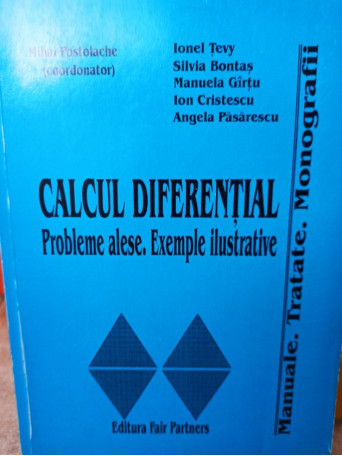 Mihai Postolache
(coordonator)
Ionel Țevy
Silvia Bontaș
Manuela Gîrțu
Ion Cristescu
Angela Păsărescu
CALCUL DIFERENȚIAL
Probleme alese. Exemple ilustrative
Manuale. Tratate. Monografii
Editura Fair Partners